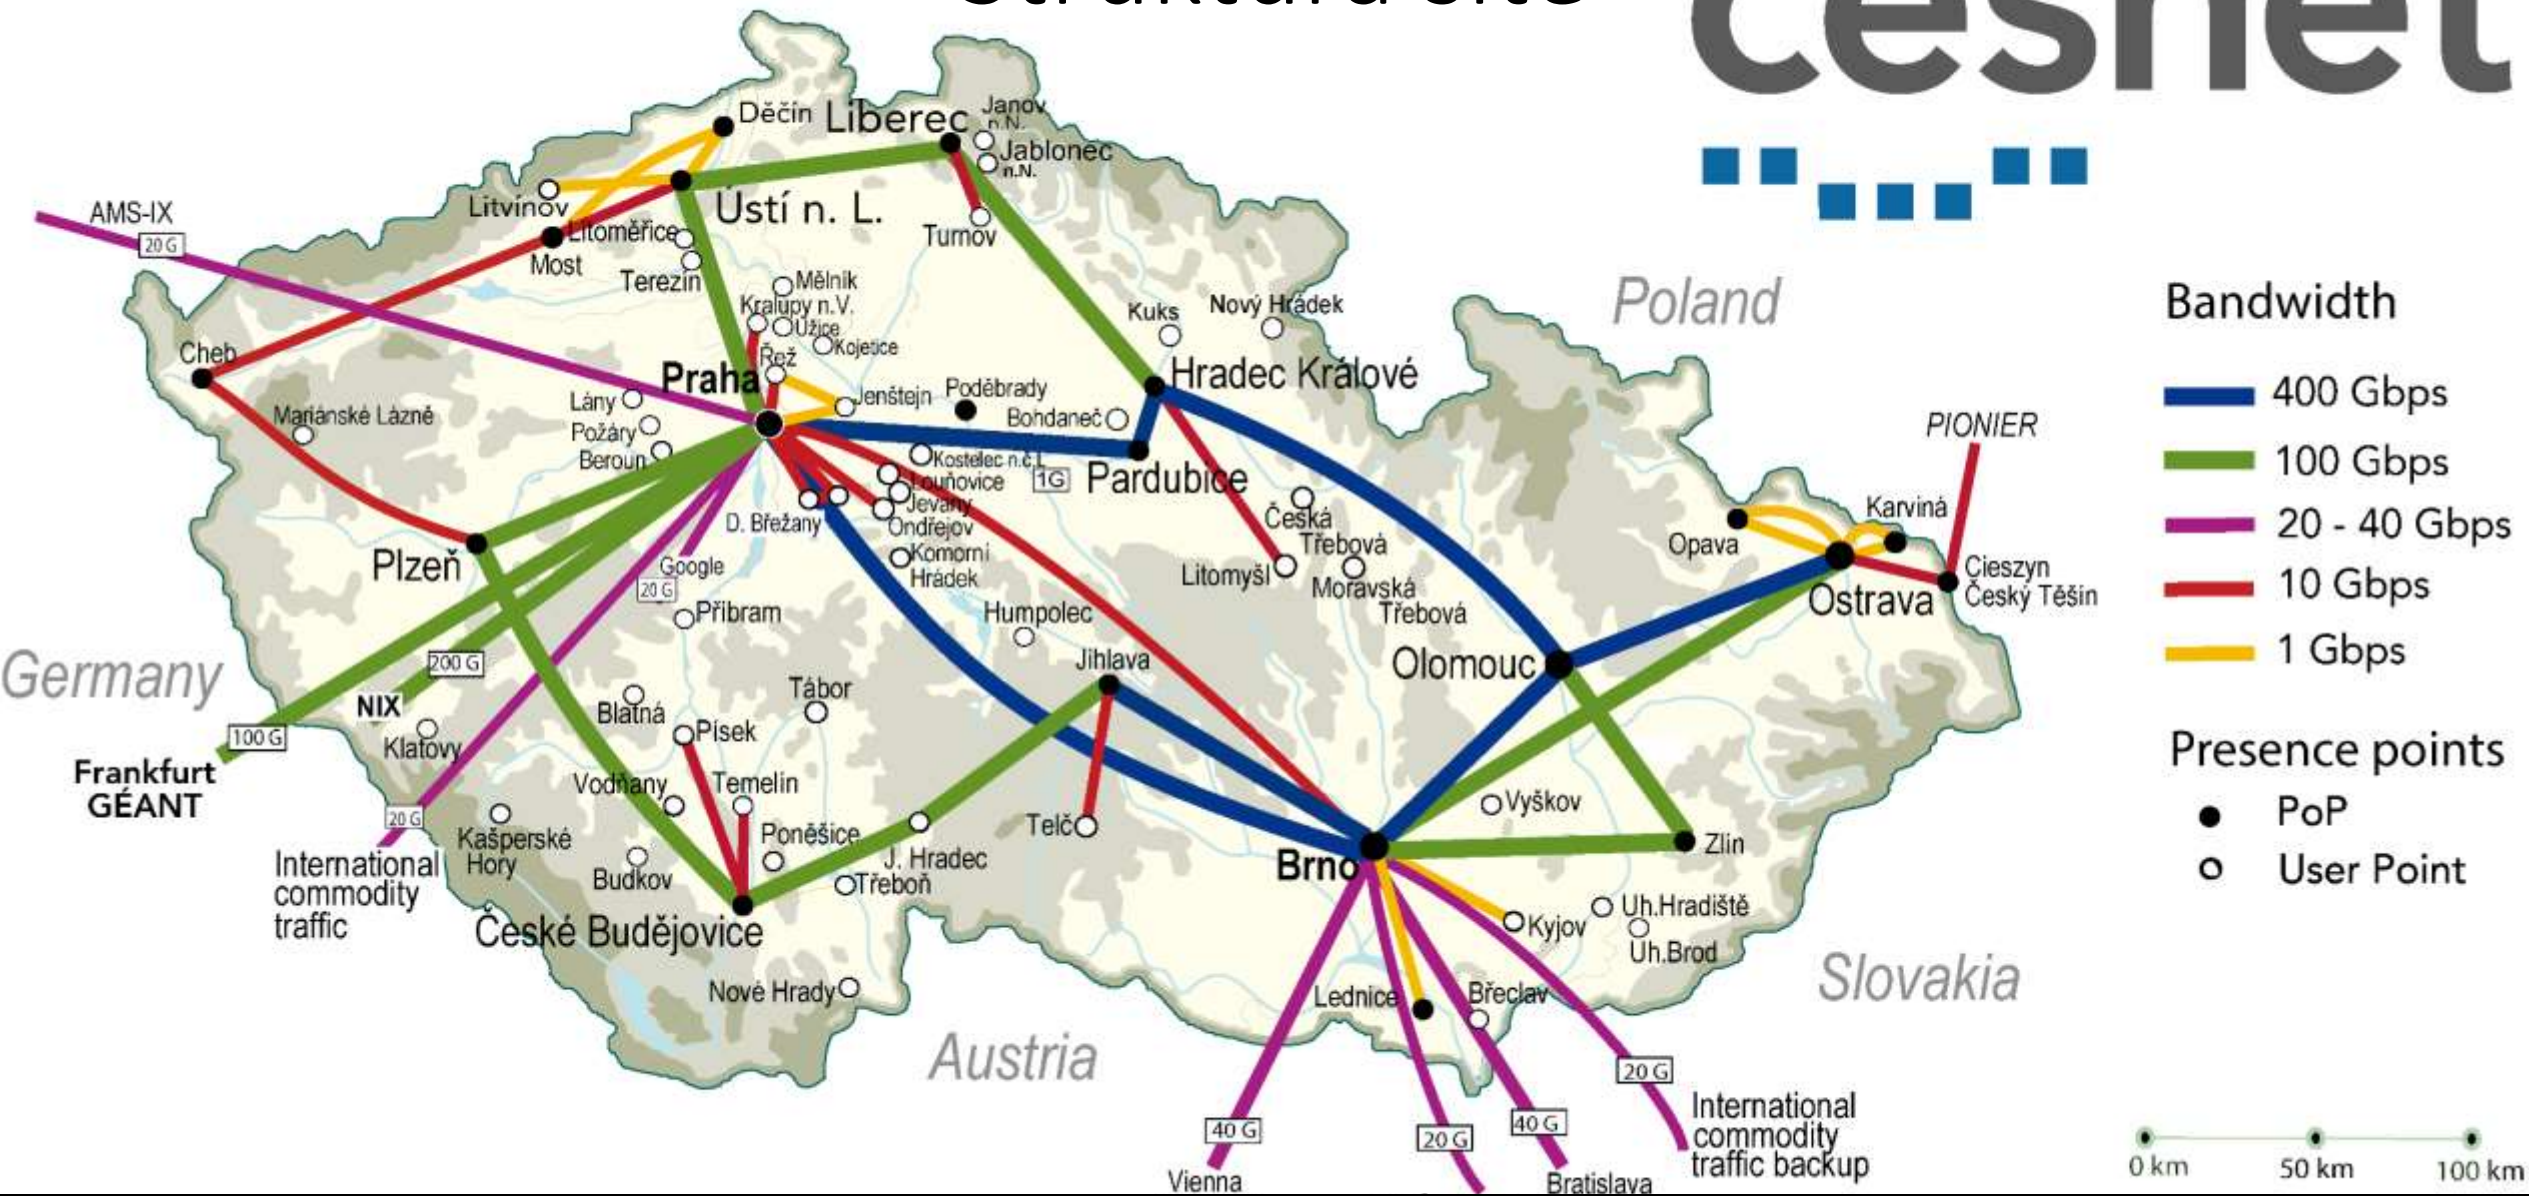 cesnet
Děčín
Liberec
Janov
n.N.
Jablonec
n.N.
AMS-IX
20 G
Litvínov
Ústí n. L.
Litoměřice
Turnov
Most
Terezín
Mělník
Kralupy n.V.
Úžice
Kojetice
Řež
Praha
Cheb
Mariánské Lázně
Lány
Požáry
Beroun
Jenštejn
Poděbrady
Bohdaneč
Kuks
Nový Hrádek
Hradec Králové
Poland
Kostelec n.č.L
1G
Pardubice
Louňovice
Jevany
Ondřejov
D. Břežany
Komorní
Hrádek
Česká
Třebová
Litomyšl
Moravská
Třebová
PIONIER
Karviná
Opava
Ostrava
Cieszyn
Český Těšín
Plzeň
Google
20 G
Příbram
Humpolec
Jihlava
Olomouc
Germany
200 G
NIX
100 G
Frankfurt
GÉANT
Klatovy
Blatná
Písek
Tábor
Vodňany
Temelín
20 G
International
commodity
traffic
Kašperské
Hory
Budkov
Poněšice
J. Hradec
Třeboň
Telč
České Budějovice
Nové Hrady
Brno
Vyškov
Zlín
Kyjov
Uh.Hradiště
Uh.Brod
Lednice
Břeclav
Austria
Slovakia
40 G
20 G
40 G
20 G
Vienna
Bratislava
International
commodity
traffic backup
Bandwidth
400 Gbps
100 Gbps
20 - 40 Gbps
10 Gbps
1 Gbps
Presence points
PoP
User Point
0 km
50 km
100 km